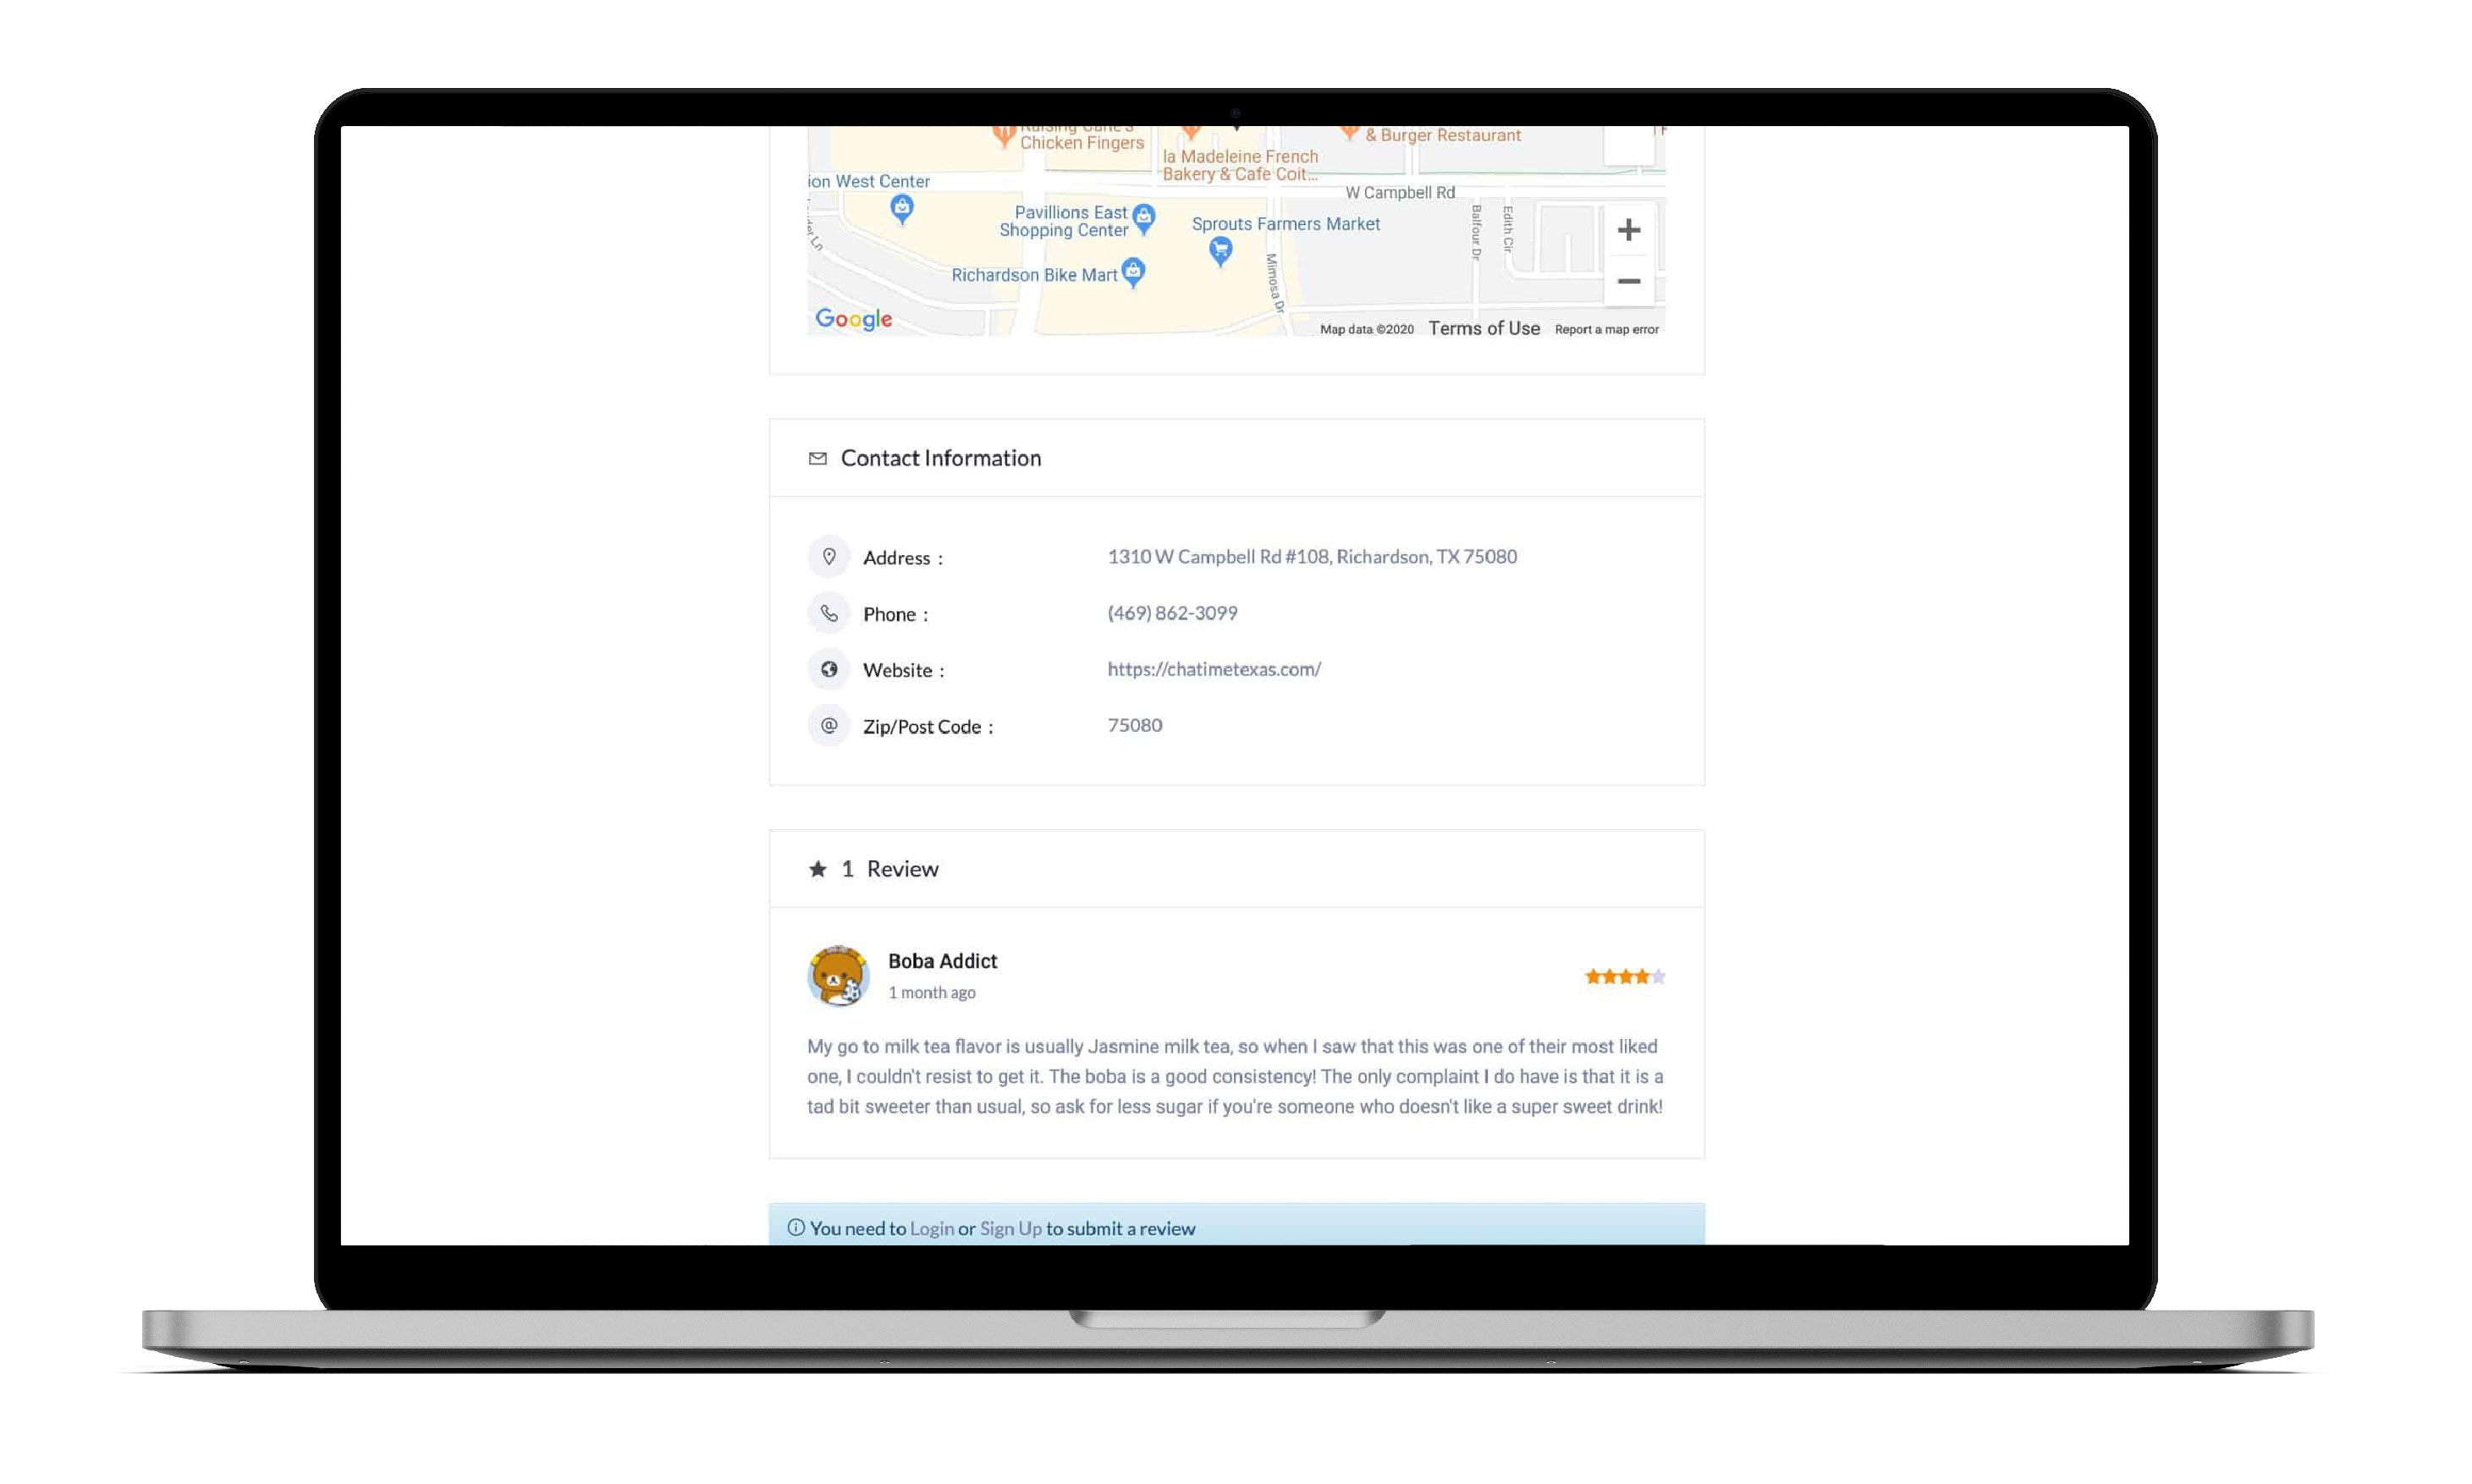 Raising Cane's
Chicken Fingers
& Burger Restaurant
la Madeleine French
Bakery & Cafe Coit...
ion West Center
W Campbell Rd
Pavillions East
Shopping Center
Sprouts Farmers Market
Balfour Dr
Edith Cir
+
Richardson Bike Mart
Mimosa Dr
−
Google
Map data ©2020 Terms of Use Report a map error
Contact Information
Address : 1310 W Campbell Rd #108, Richardson, TX 75080
Phone : (469) 862-3099
Website : https://chatimetexas.com/
Zip/Post Code : 75080
1 Review
Boba Addict
1 month ago
My go to milk tea flavor is usually Jasmine milk tea, so when I saw that this was one of their most liked
one, I couldn't resist to get it. The boba is a good consistency! The only complaint I do have is that it is a
tad bit sweeter than usual, so ask for less sugar if you're someone who doesn't like a super sweet drink!
You need to Login or Sign Up to submit a review